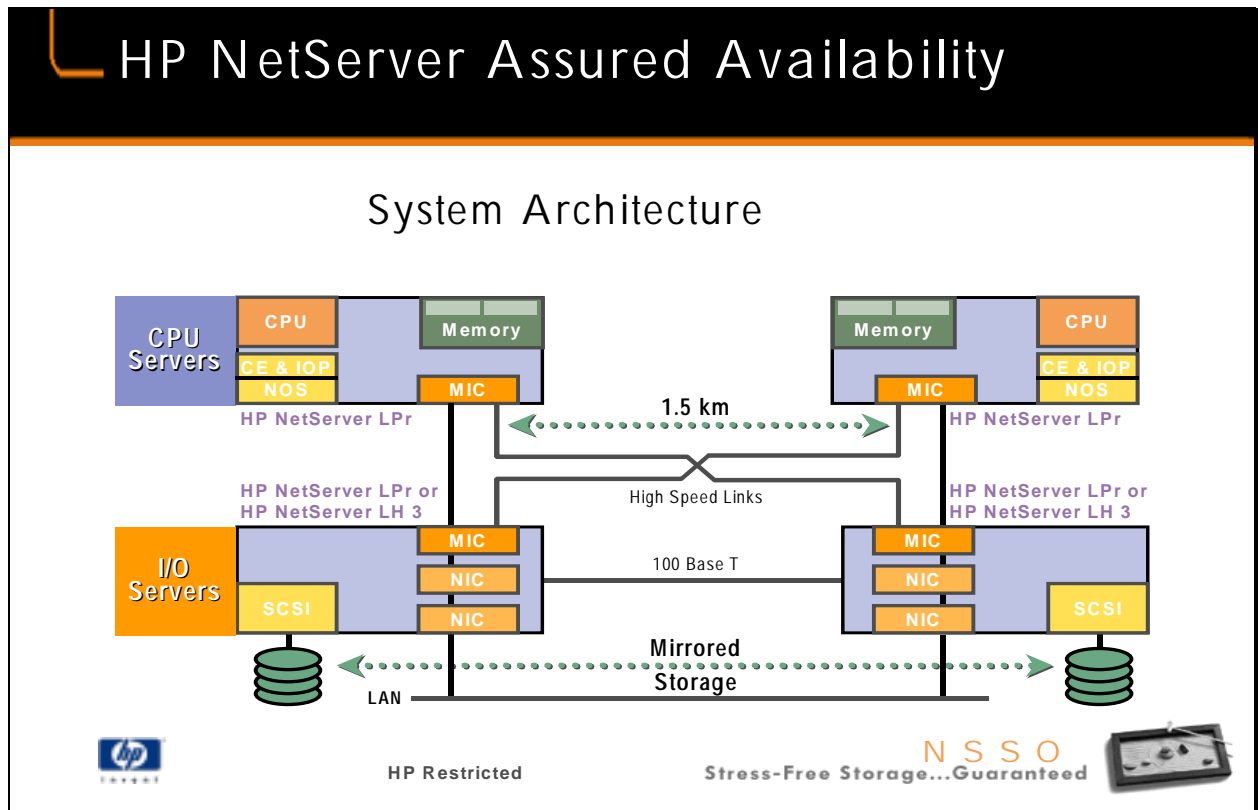 HP NetServer Assured Availability
System Architecture
CPU
Servers
CPU
Memory
CE & IOP
NOS
MIC
HP NetServer LPr
Memory
CPU
CE & IOP
NOS
MIC
HP NetServer LPr
1.5 km
High Speed Links
HP NetServer LPr or
HP NetServer LH 3
HP NetServer LPr or
HP NetServer LH 3
I/O
Servers
MIC
NIC
NIC
SCSI
100 Base T
MIC
NIC
NIC
SCSI
Mirrored
Storage
LAN
hp
invent
HP Restricted
NSSO
Stress-Free Storage...Guaranteed